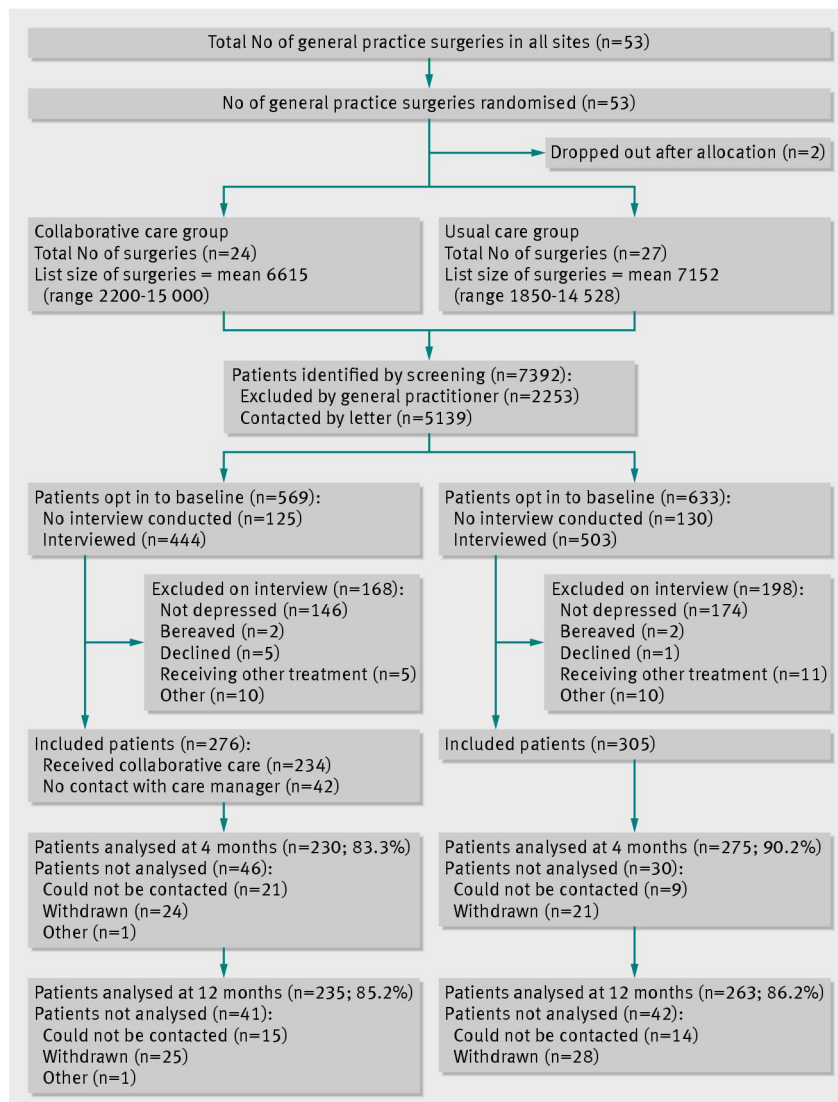 Total No of general practice surgeries in all sites (n=53)
No of general practice surgeries randomised (n=53)
Dropped out after allocation (n=2)
Collaborative care group
Total No of surgeries (n=24)
List size of surgeries = mean 6615
(range 2200-15 000)
Usual care group
Total No of surgeries (n=27)
List size of surgeries = mean 7152
(range 1850-14 528)
Patients identified by screening (n=7392):
Excluded by general practitioner (n=2253)
Contacted by letter (n=5139)
Patients opt in to baseline (n=569):
No interview conducted (n=125)
Interviewed (n=444)
Patients opt in to baseline (n=633):
No interview conducted (n=130)
Interviewed (n=503)
Excluded on interview (n=168):
Not depressed (n=146)
Bereaved (n=2)
Declined (n=5)
Receiving other treatment (n=5)
Other (n=10)
Excluded on interview (n=198):
Not depressed (n=174)
Bereaved (n=2)
Declined (n=1)
Receiving other treatment (n=11)
Other (n=10)
Included patients (n=276):
Received collaborative care (n=234)
No contact with care manager (n=42)
Included patients (n=305)
Patients analysed at 4 months (n=230; 83.3%)
Patients not analysed (n=46):
Could not be contacted (n=21)
Withdrawn (n=24)
Other (n=1)
Patients analysed at 4 months (n=275; 90.2%)
Patients not analysed (n=30):
Could not be contacted (n=9)
Withdrawn (n=21)
Patients analysed at 12 months (n=235; 85.2%)
Patients not analysed (n=41):
Could not be contacted (n=15)
Withdrawn (n=25)
Other (n=1)
Patients analysed at 12 months (n=263; 86.2%)
Patients not analysed (n=42):
Could not be contacted (n=14)
Withdrawn (n=28)